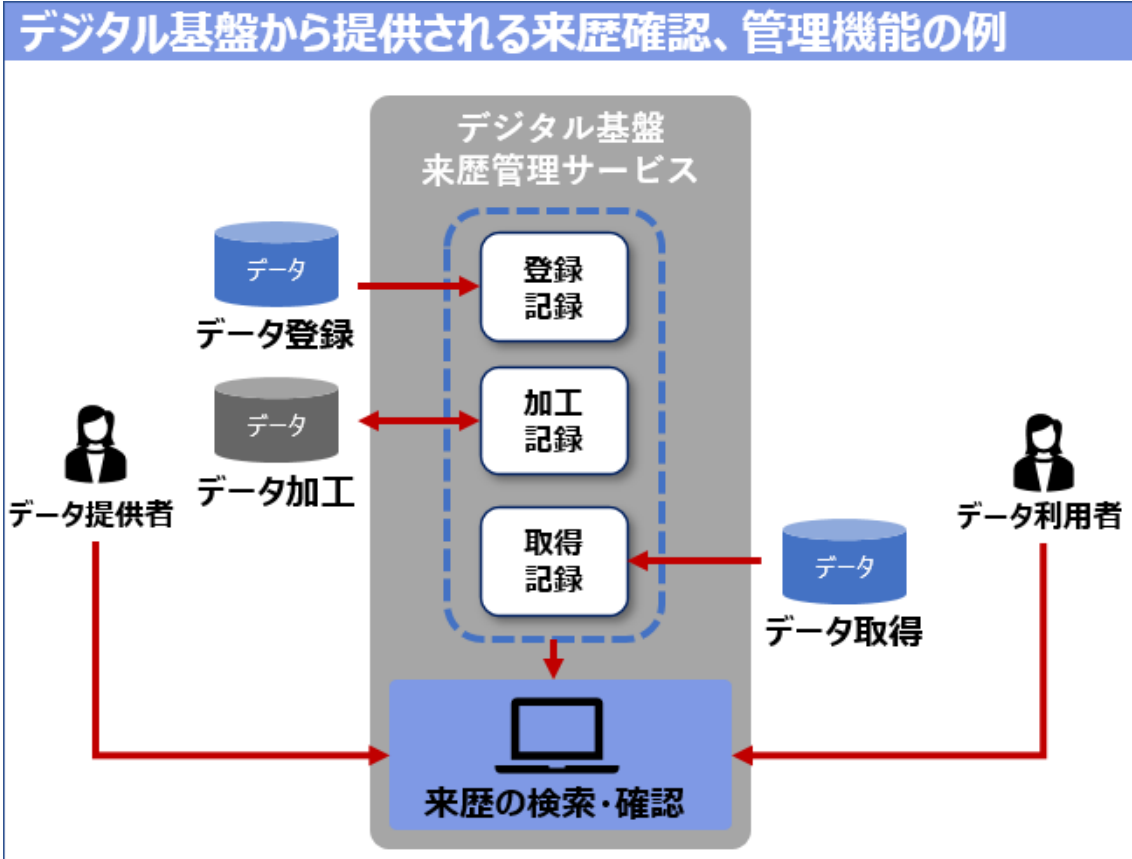 デジタル基盤から提供される来歴確認、管理機能の例
デジタル基盤
来歴管理サービス
データ
データ登録
登録
記録
データ
データ加工
加工
記録
データ提供者
取得
記録
データ
データ取得
データ利用者
来歴の検索・確認